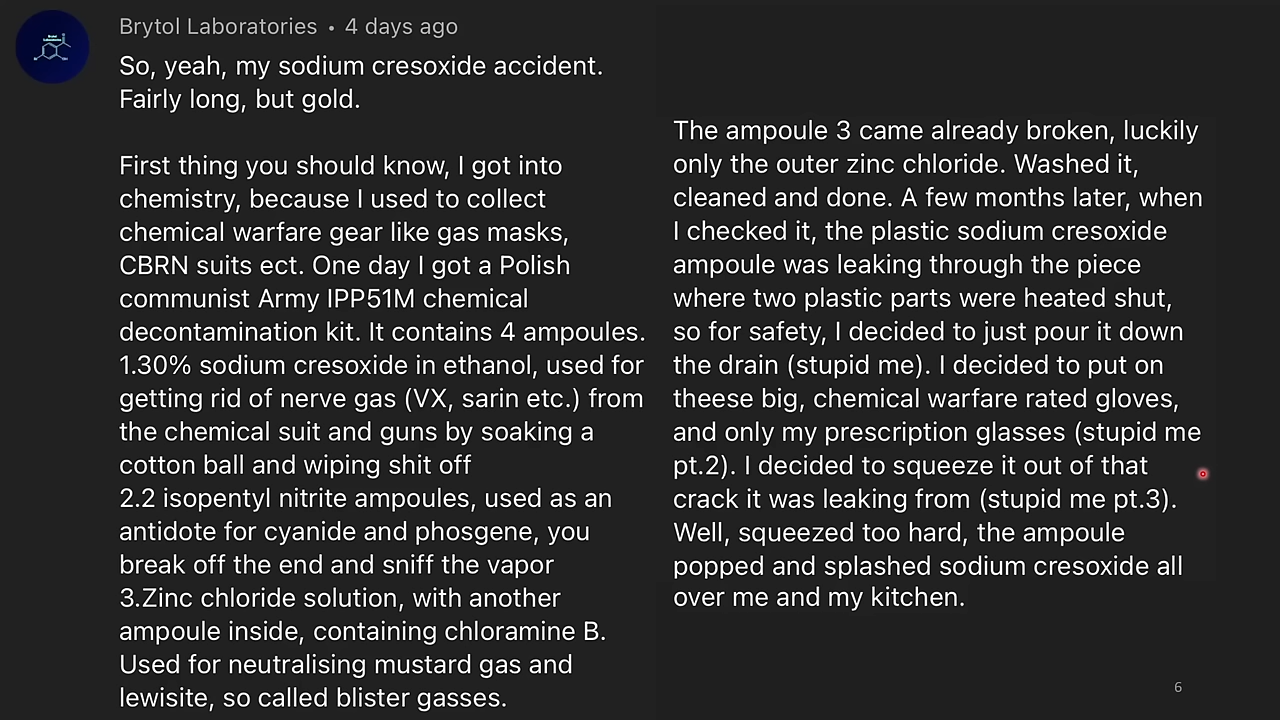 Brytol Laboratories • 4 days ago
So, yeah, my sodium cresoxide accident.
Fairly long, but gold.
First thing you should know, I got into
chemistry, because I used to collect
chemical warfare gear like gas masks,
CBRN suits ect. One day I got a Polish
communist Army IPP51M chemical
decontamination kit. It contains 4 ampoules.
1.30% sodium cresoxide in ethanol, used for
getting rid of nerve gas (VX, sarin etc.) from
the chemical suit and guns by soaking a
cotton ball and wiping shit off
2.2 isopentyl nitrite ampoules, used as an
antidote for cyanide and phosgene, you
break off the end and sniff the vapor
3.Zinc chloride solution, with another
ampoule inside, containing chloramine B.
Used for neutralising mustard gas and
lewisite, so called blister gasses.
The ampoule 3 came already broken, luckily
only the outer zinc chloride. Washed it,
cleaned and done. A few months later, when
I checked it, the plastic sodium cresoxide
ampoule was leaking through the piece
where two plastic parts were heated shut,
so for safety, I decided to just pour it down
the drain (stupid me). I decided to put on
theese big, chemical warfare rated gloves,
and only my prescription glasses (stupid me
pt.2). I decided to squeeze it out of that
crack it was leaking from (stupid me pt.3).
Well, squeezed too hard, the ampoule
popped and splashed sodium cresoxide all
over me and my kitchen.
6